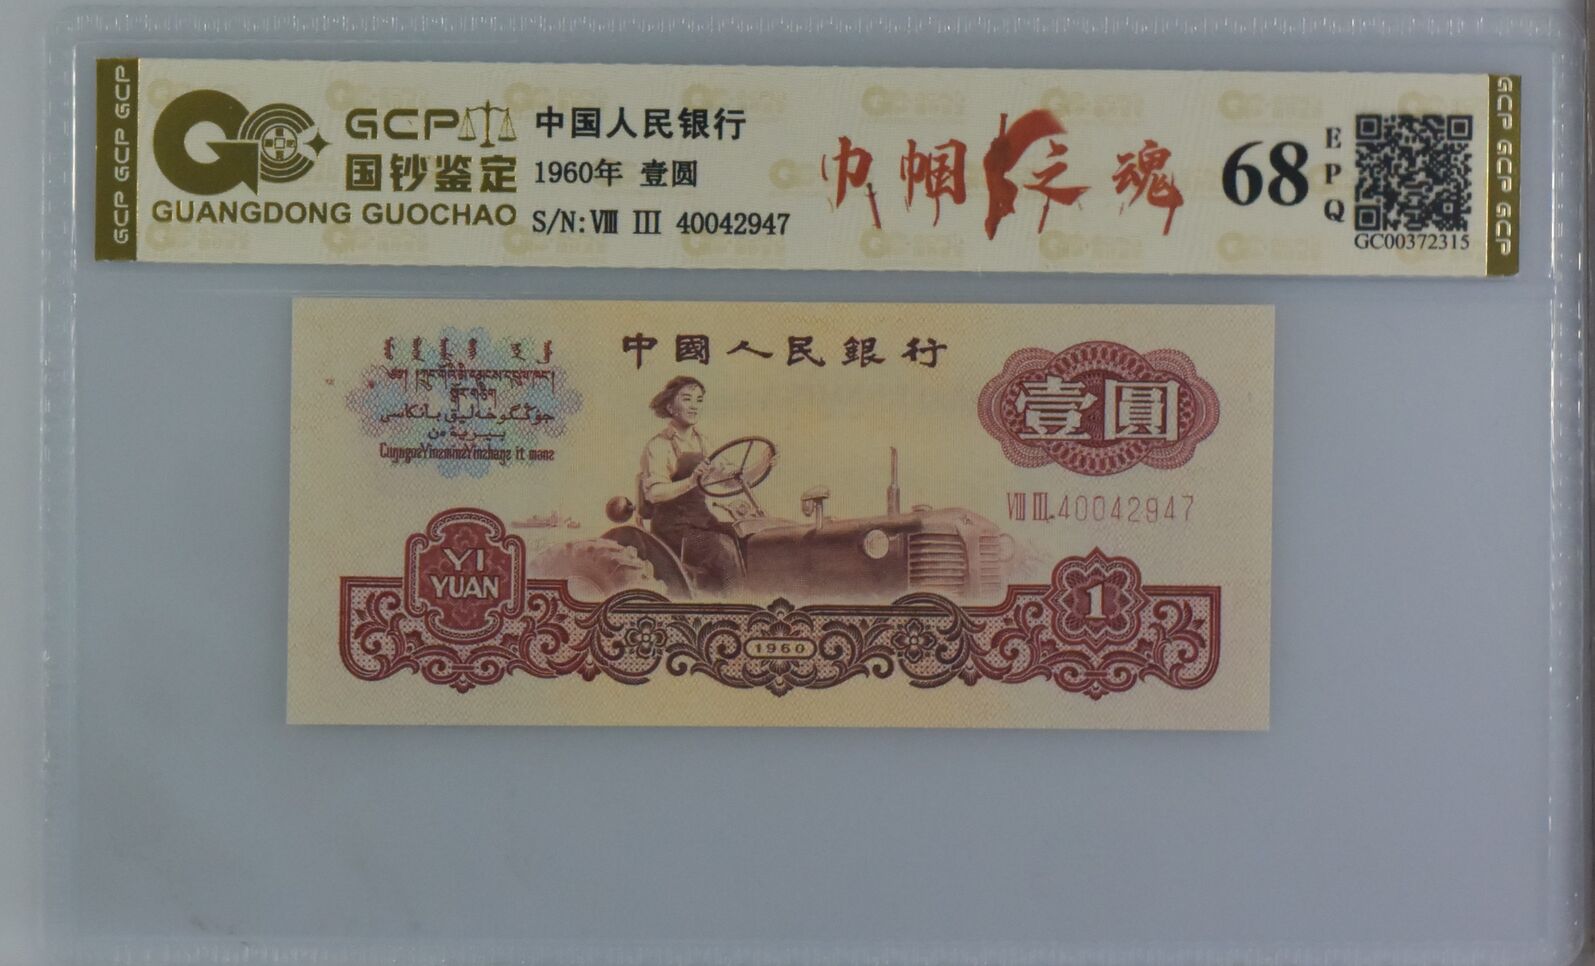 GCP GCP GCP
GCP
国钞鉴定
GUANGDONG GUOCHAO
中国人民银行
1960年 壹圆
S/N: Ⅷ Ⅲ 40042947
巾帼之魂
68
EPQ
GC00372315
GCP GCP GCP
中國人民銀行
壹圓
Ⅷ Ⅲ 40042947
YI
YUAN
1960
1